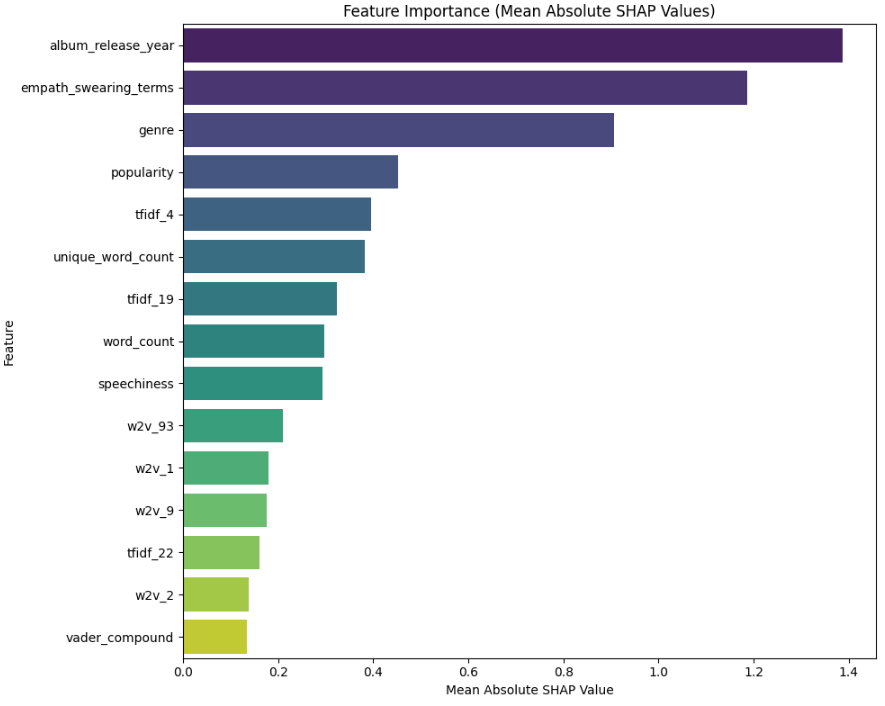 Feature Importance (Mean Absolute SHAP Values)
album_release_year
empath_swearing_terms
genre
popularity
tfidf_4
unique_word_count
tfidf_19
word_count
speechiness
w2v_93
w2v_1
w2v_9
tfidf_22
w2v_2
vader_compound
Feature
0.0 0.2 0.4 0.6 0.8 1.0 1.2 1.4
Mean Absolute SHAP Value